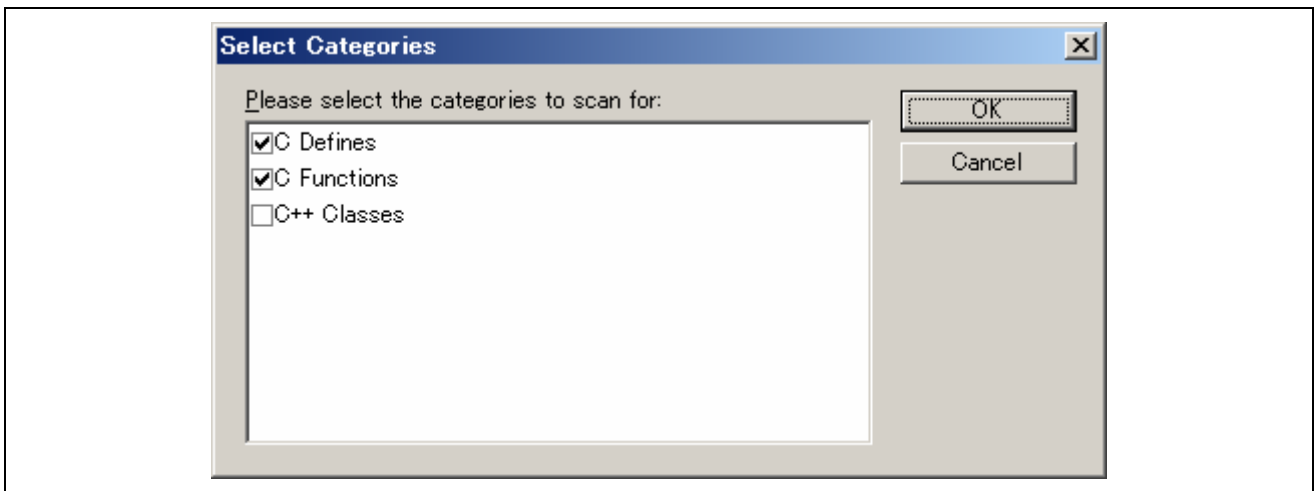 Select Categories
Please select the categories to scan for:
OK
C Defines
C Functions
Cancel
C++ Classes